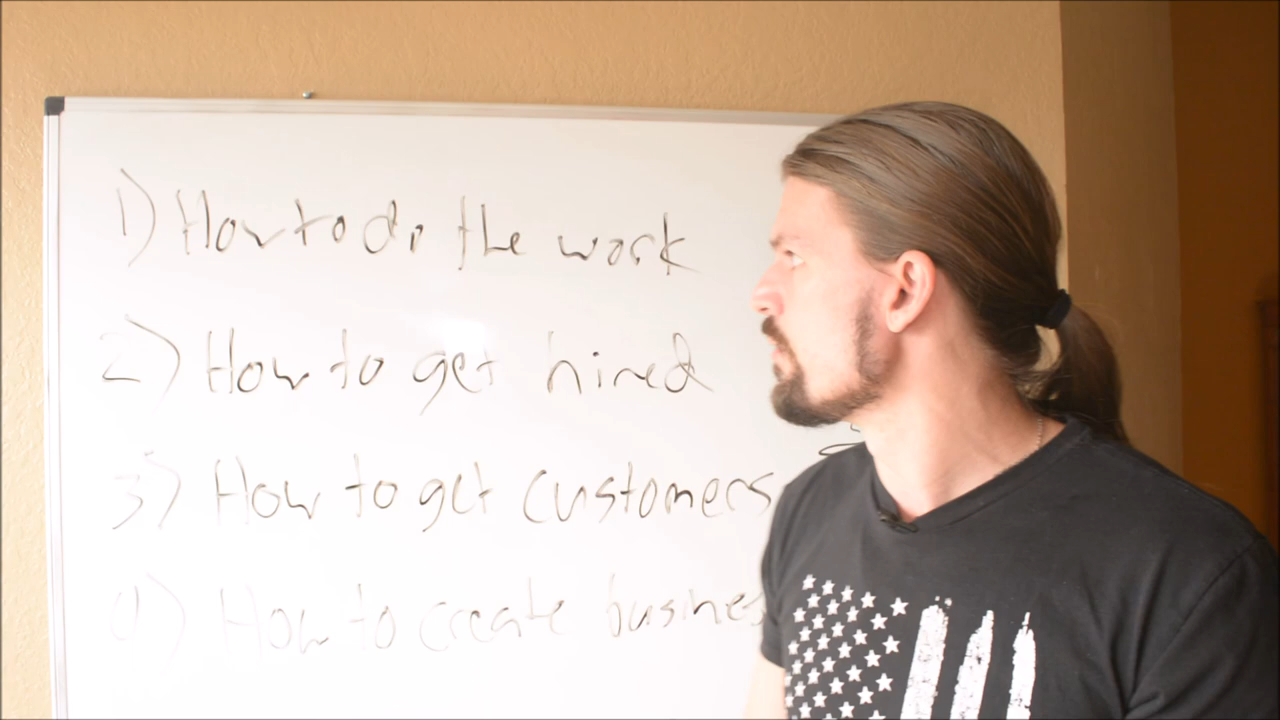 1) How to do the work
2) How to get hired
3) How to get customers
4) How to create busines